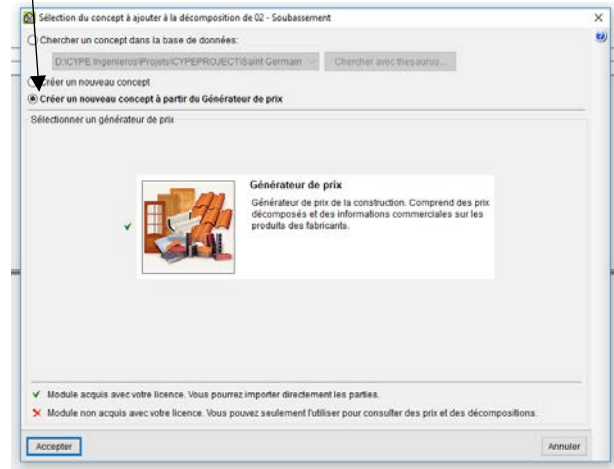 Sélection du concept à ajouter à la décomposition de 02 - Soubassement
Chercher un concept dans la base de données:
D:\CYPE Ingenieros\Projets\CYPEPROJECT\Saint Germain
Chercher avec thesaurus...
Créer un nouveau concept
Créer un nouveau concept à partir du Générateur de prix
Sélectionner un générateur de prix
Générateur de prix
Générateur de prix de la construction. Comprend des prix
décomposés et des informations commerciales sur les
produits des fabricants.
Module acquis avec votre licence. Vous pourrez importer directement les parties.
Module non acquis avec votre licence. Vous pouvez seulement l'utiliser pour consulter des prix et des décompositions.
Accepter
Annuler